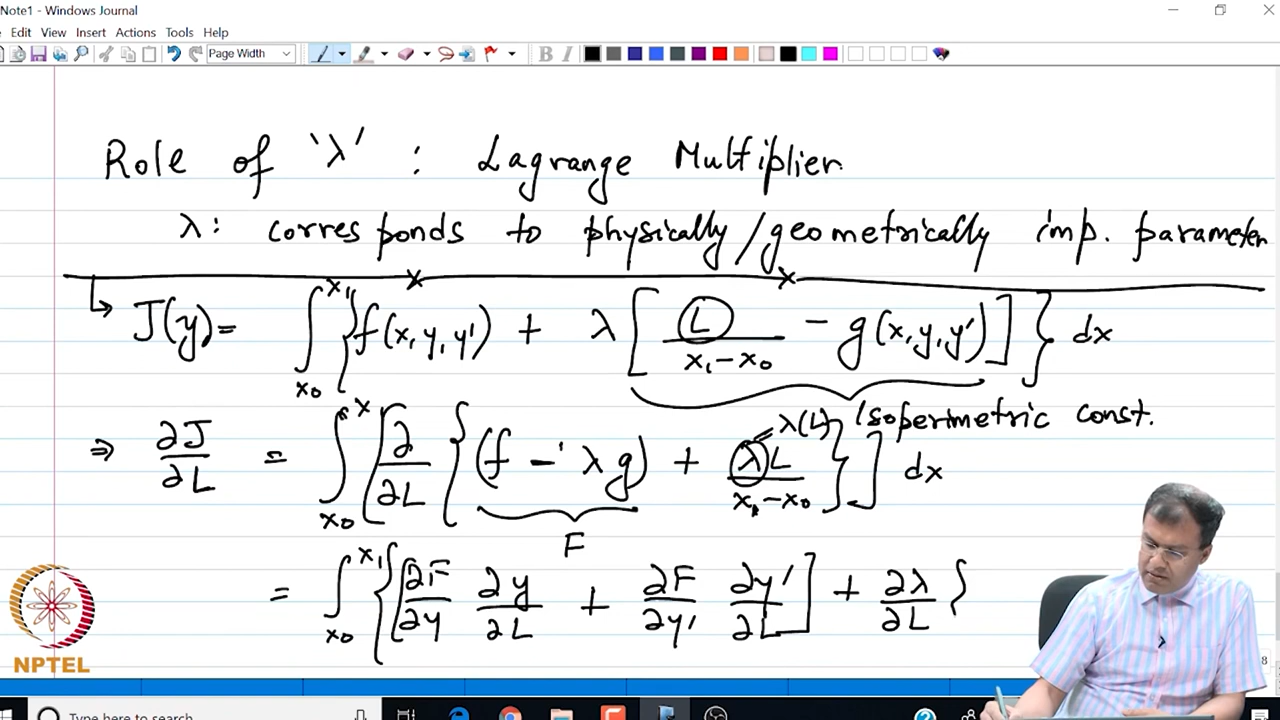 Note1 - Windows Journal
Edit View Insert Actions Tools Help
Page Width
B I
Role of 'λ' : Lagrange Multiplier.
λ: corresponds to physically/geometrically imp. parameter
↳ J(y) = ∫_{x₀}^{x₁} { f(x, y, y') + λ [ L / (x₁ - x₀) - g(x, y, y') ] } dx
Isoperimetric const.
⇒ ∂J/∂L = ∫_{x₀}^{x₁} [ ∂/∂L { (f - λg) + λL / (x₁ - x₀) } ] dx
= λ(L)
F
= ∫_{x₀}^{x₁} { [ ∂F/∂y ∂y/∂L + ∂F/∂y' ∂y'/∂L ] + ∂λ/∂L }
NPTEL
8
Type here to search